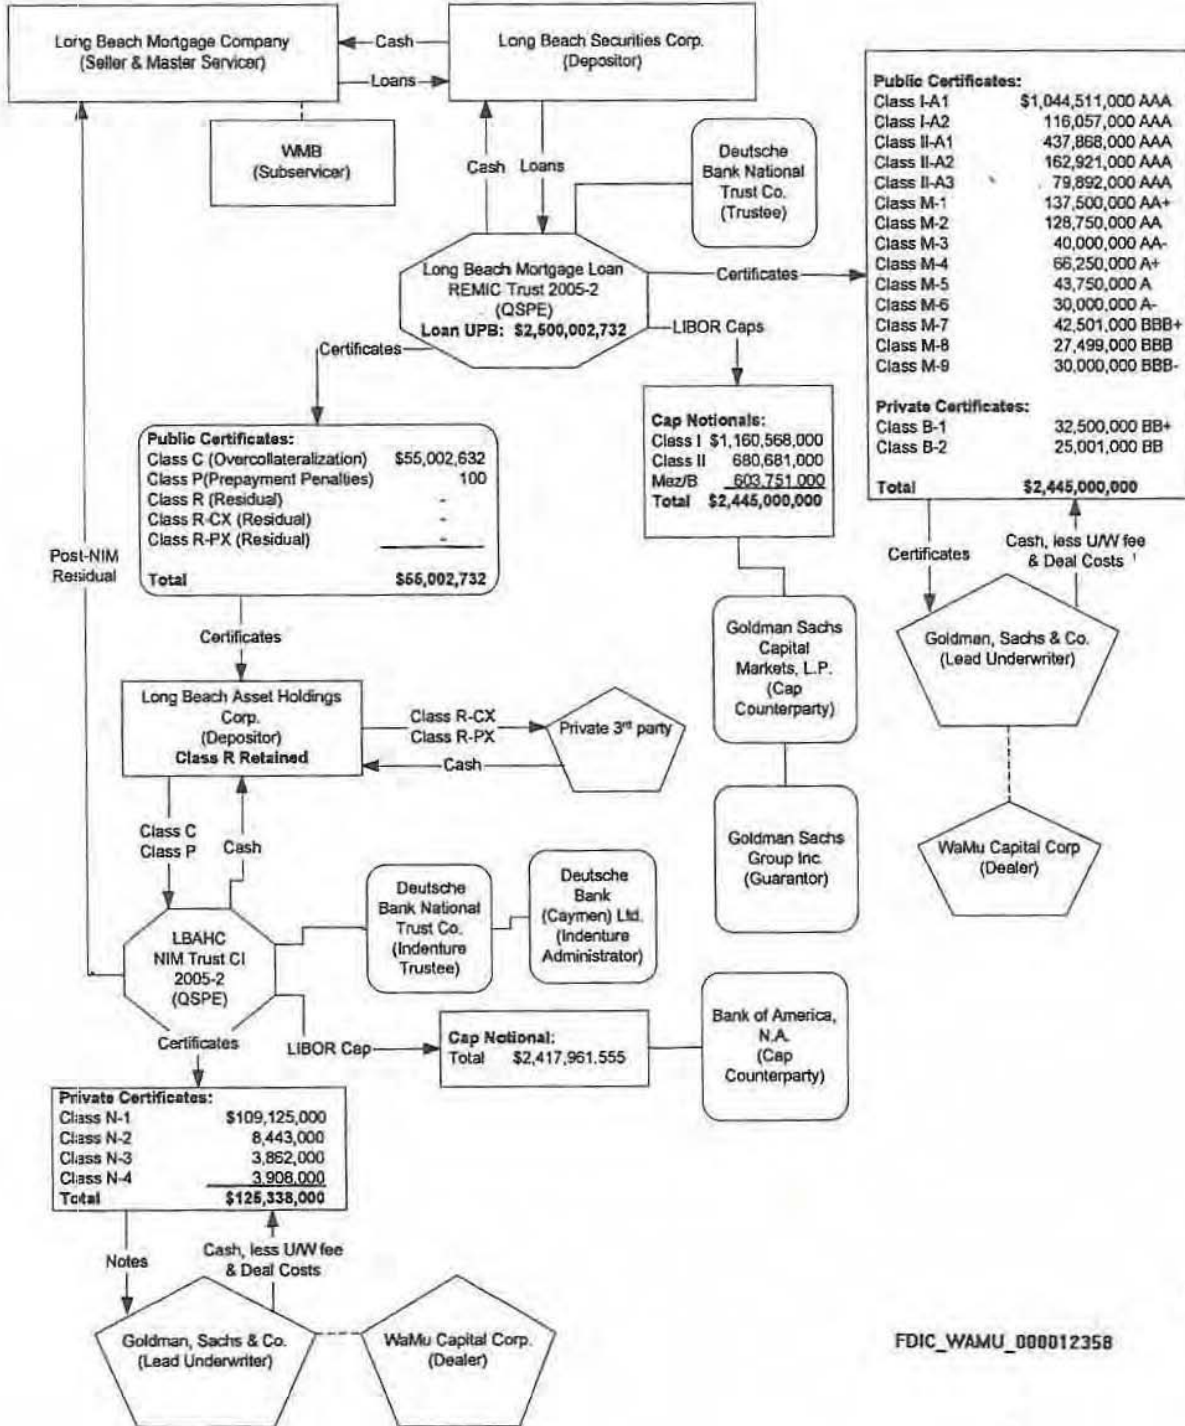 Long Beach Mortgage Company
(Seller & Master Servicer)
Cash
Loans
Long Beach Securities Corp.
(Depositor)
WMB
(Subservicer)
Cash
Loans
Deutsche
Bank National
Trust Co.
(Trustee)
Long Beach Mortgage Loan
REMIC Trust 2005-2
(QSPE)
Loan UPB: $2,500,002,732
Certificates
LIBOR Caps
Certificates
Public Certificates:
Class I-A1 $1,044,511,000 AAA
Class I-A2 116,057,000 AAA
Class II-A1 437,868,000 AAA
Class II-A2 162,921,000 AAA
Class II-A3 79,892,000 AAA
Class M-1 137,500,000 AA+
Class M-2 128,750,000 AA
Class M-3 40,000,000 AA-
Class M-4 66,250,000 A+
Class M-5 43,750,000 A
Class M-6 30,000,000 A-
Class M-7 42,501,000 BBB+
Class M-8 27,499,000 BBB
Class M-9 30,000,000 BBB-
Private Certificates:
Class B-1 32,500,000 BB+
Class B-2 25,001,000 BB
Total $2,445,000,000
Public Certificates:
Class C (Overcollateralization) $55,002,632
Class P(Prepayment Penalties) 100
Class R (Residual) -
Class R-CX (Residual) -
Class R-PX (Residual) -
Total $55,002,732
Cap Notionals:
Class I $1,160,568,000
Class II 680,681,000
Mez/B 603,751,000
Total $2,445,000,000
Post-NIM
Residual
Certificates
Cash, less U/W fee
& Deal Costs 1
Certificates
Goldman Sachs
Capital
Markets, L.P.
(Cap
Counterparty)
Goldman, Sachs & Co.
(Lead Underwriter)
Long Beach Asset Holdings
Corp.
(Depositor)
Class R Retained
Class R-CX
Class R-PX
Cash
Private 3rd party
Goldman Sachs
Group Inc.
(Guarantor)
WaMu Capital Corp
(Dealer)
Class C
Class P
Cash
LBAHC
NIM Trust CI
2005-2
(QSPE)
Deutsche
Bank National
Trust Co.
(Indenture
Trustee)
Deutsche
Bank
(Caymen) Ltd.
(Indenture
Administrator)
Certificates
LIBOR Cap
Cap Notional:
Total $2,417,961,555
Bank of America,
N.A.
(Cap
Counterparty)
Private Certificates:
Class N-1 $109,125,000
Class N-2 8,443,000
Class N-3 3,862,000
Class N-4 3,908,000
Total $125,338,000
Notes
Cash, less U/W fee
& Deal Costs
Goldman, Sachs & Co.
(Lead Underwriter)
WaMu Capital Corp.
(Dealer)
FDIC_WAMU_000012358